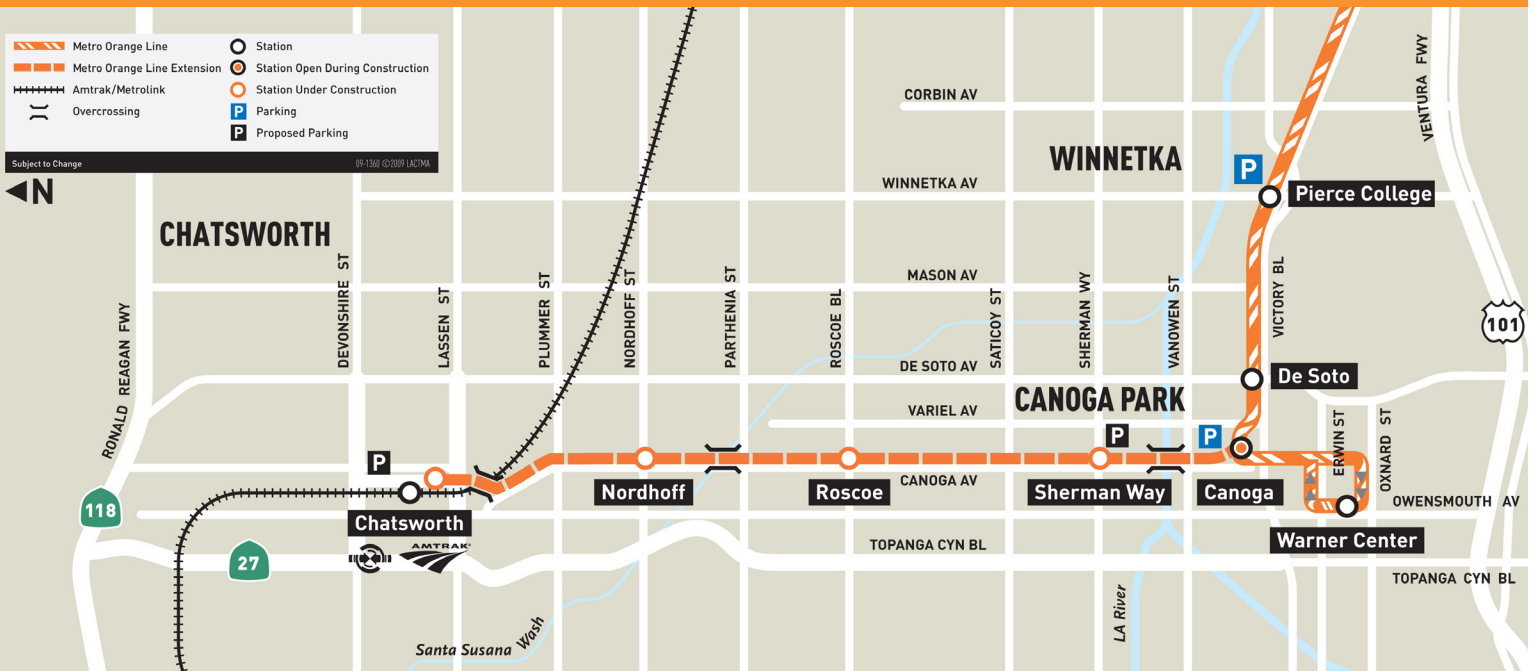 Metro Orange Line
Metro Orange Line Extension
Amtrak/Metrolink
Overcrossing
Station
Station Open During Construction
Station Under Construction
P Parking
P Proposed Parking
Subject to Change
09-1360 ©2009 LACTMA
N
CHATSWORTH
WINNETKA
CANOGA PARK
CORBIN AV
WINNETKA AV
MASON AV
DE SOTO AV
VARIEL AV
CANOGA AV
OWENSMOUTH AV
TOPANGA CYN BL
TOPANGA CYN BL
RONALD REAGAN FWY
DEVONSHIRE ST
LASSEN ST
PLUMMER ST
NORDHOFF ST
PARTHENIA ST
ROSCOE BL
SATICOY ST
SHERMAN WY
VANOWEN ST
VICTORY BL
ERWIN ST
OXNARD ST
VENTURA FWY
101
118
27
P
Pierce College
De Soto
P
P
P
Chatsworth
AMTRAK
Nordhoff
Roscoe
Sherman Way
Canoga
Warner Center
Santa Susana Wash
LA River